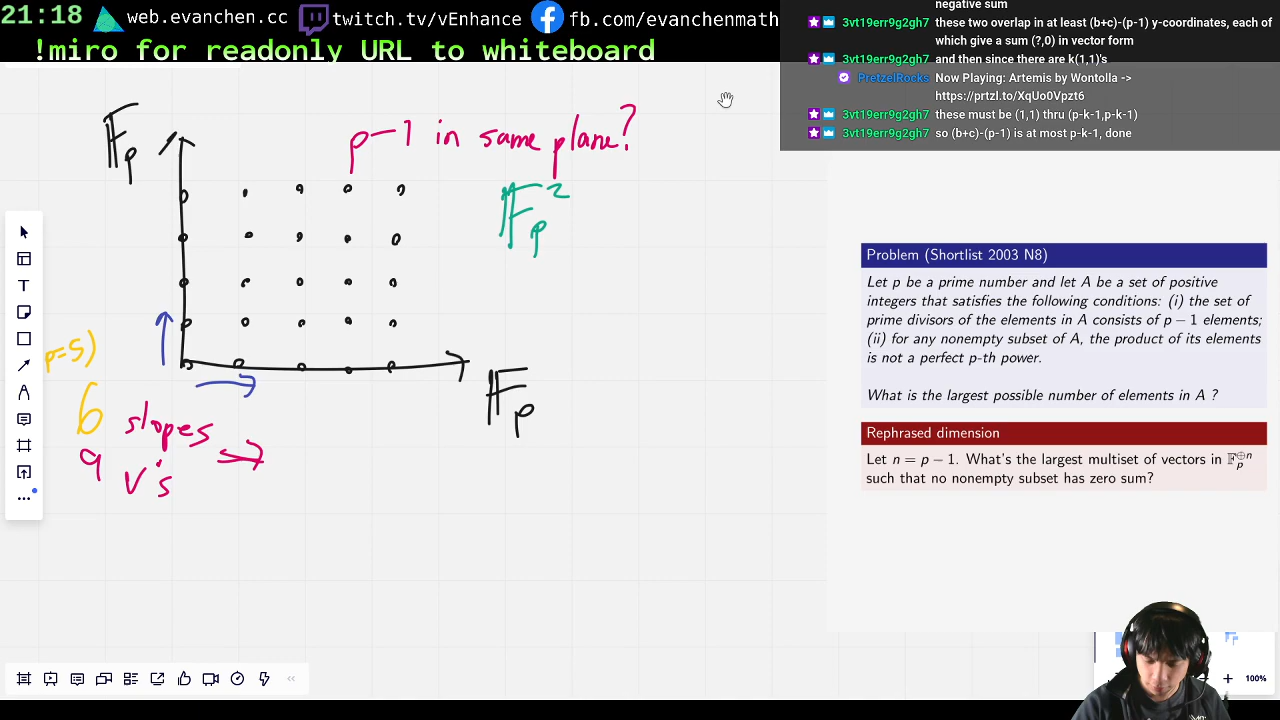 21:18 web.evanchen.cc twitch.tv/vEnhance fb.com/evanchenmath
!miro for readonly URL to whiteboard
negative sum
3vt19err9g2gh7 these two overlap in at least (b+c)-(p-1) y-coordinates, each of
which give a sum (?,0) in vector form
3vt19err9g2gh7 and then since there are k(1,1)'s
PretzelRocks Now Playing: Artemis by Wontolla ->
https://prtzl.to/XqUo0Vpzt6
3vt19err9g2gh7 these must be (1,1) thru (p-k-1,p-k-1)
3vt19err9g2gh7 so (b+c)-(p-1) is at most p-k-1, done
𝔽p
p-1 in same plane?
𝔽p²
p=5)
6 slopes
9 v's
𝔽p
Problem (Shortlist 2003 N8)
Let p be a prime number and let A be a set of positive
integers that satisfies the following conditions: (i) the set of
prime divisors of the elements in A consists of p − 1 elements;
(ii) for any nonempty subset of A, the product of its elements
is not a perfect p-th power.
What is the largest possible number of elements in A ?
Rephrased dimension
Let n = p − 1. What's the largest multiset of vectors in 𝔽p⊕n
such that no nonempty subset has zero sum?
100%